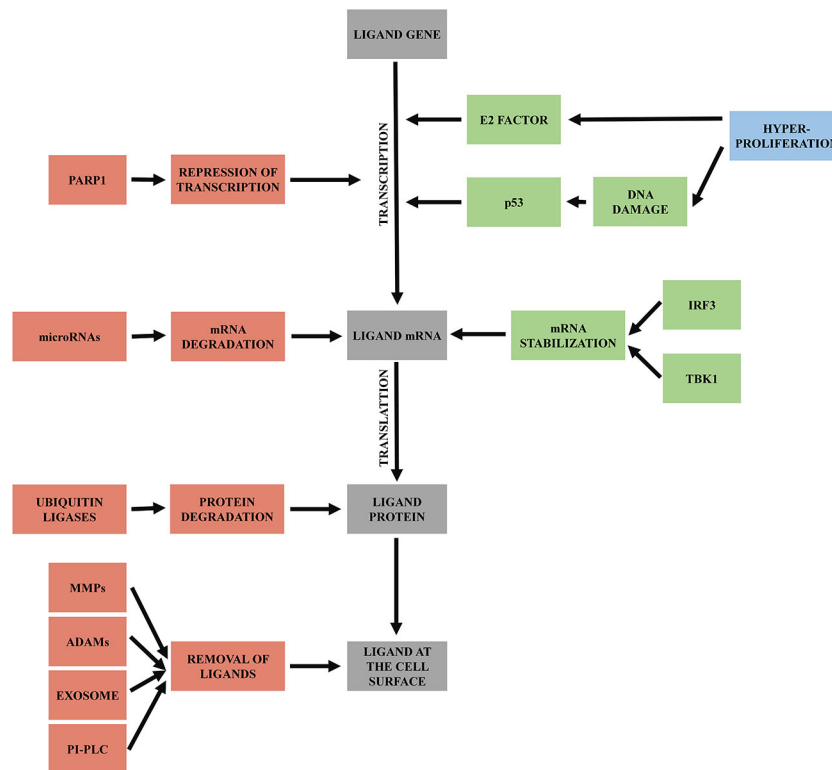 LIGAND GENE
TRANSCRIPTION
E2 FACTOR
HYPER-
PROLIFERATION
PARP1
REPRESSION OF
TRANSCRIPTION
p53
DNA
DAMAGE
microRNAs
mRNA
DEGRADATION
LIGAND mRNA
mRNA
STABILIZATION
IRF3
TBK1
TRANSLATTION
UBIQUITIN
LIGASES
PROTEIN
DEGRADATION
LIGAND
PROTEIN
MMPs
ADAMs
EXOSOME
PI-PLC
REMOVAL OF
LIGANDS
LIGAND AT
THE CELL
SURFACE